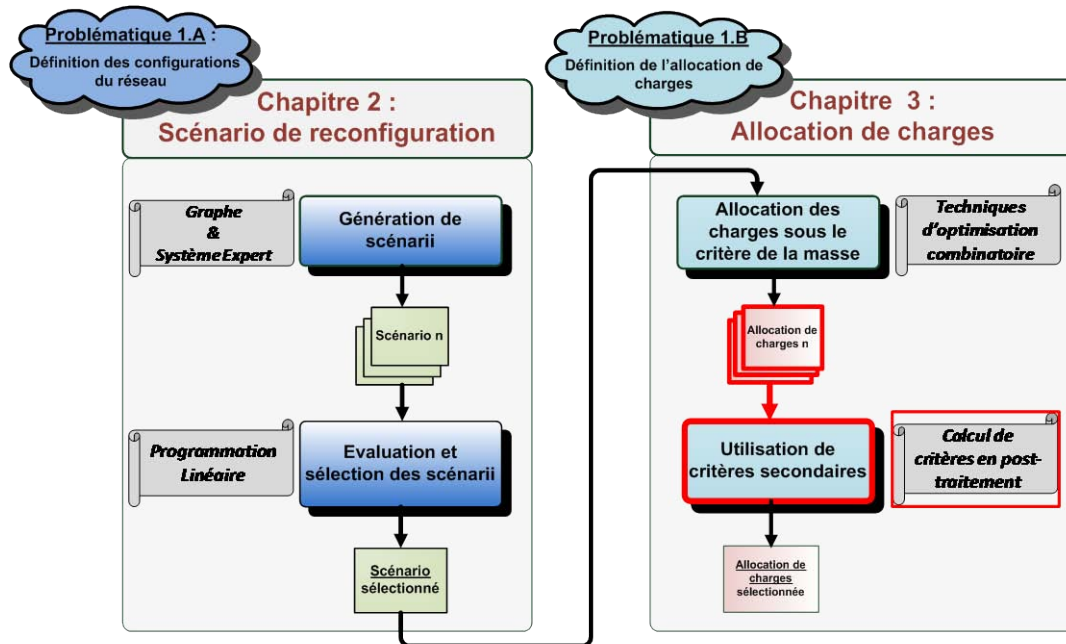 Problématique 1.A :
Définition des configurations
du réseau
Chapitre 2 :
Scénario de reconfiguration
Graphe
&
Système Expert
Génération de
scénarii
Scénario n
Programmation
Linéaire
Evaluation et
sélection des scénarii
Scénario
sélectionné
Problématique 1.B
Définition de l'allocation de
charges
Chapitre 3 :
Allocation de charges
Allocation des
charges sous le
critère de la masse
Techniques
d'optimisation
combinatoire
Allocation de
charges n
Utilisation de
critères secondaires
Calcul de
critères en post-
traitement
Allocation de
charges
sélectionnée